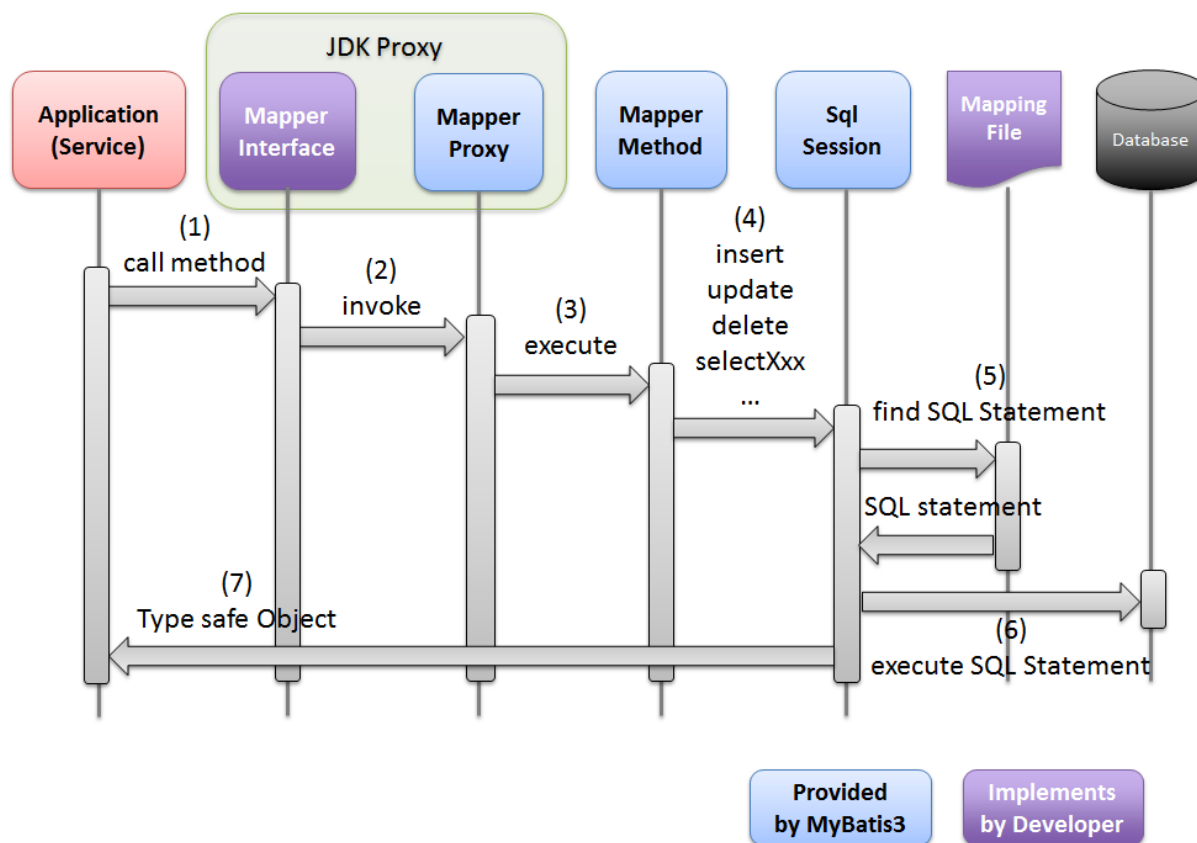 JDK Proxy
Application
(Service)
Mapper
Interface
Mapper
Proxy
Mapper
Method
Sql
Session
Mapping
File
Database
(1)
call method
(2)
invoke
(3)
execute
(4)
insert
update
delete
selectXxx
...
(5)
find SQL Statement
SQL statement
(6)
execute SQL Statement
(7)
Type safe Object
Provided
by MyBatis3
Implements
by Developer